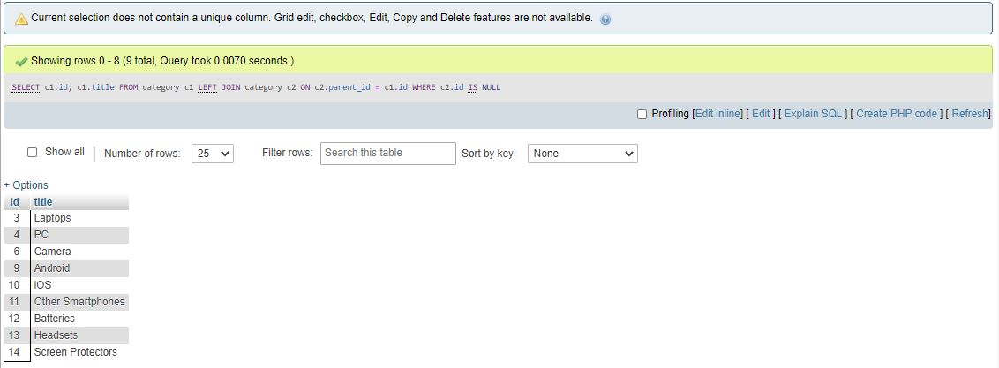 Current selection does not contain a unique column. Grid edit, checkbox, Edit, Copy and Delete features are not available.
Showing rows 0 - 8 (9 total, Query took 0.0070 seconds.)
SELECT c1.id, c1.title FROM category c1 LEFT JOIN category c2 ON c2.parent_id = c1.id WHERE c2.id IS NULL
Profiling [Edit inline] [ Edit ] [ Explain SQL ] [ Create PHP code ] [ Refresh]
Show all | Number of rows: 25 Filter rows: Search this table Sort by key: None
+ Options
id title
3 Laptops
4 PC
6 Camera
9 Android
10 iOS
11 Other Smartphones
12 Batteries
13 Headsets
14 Screen Protectors